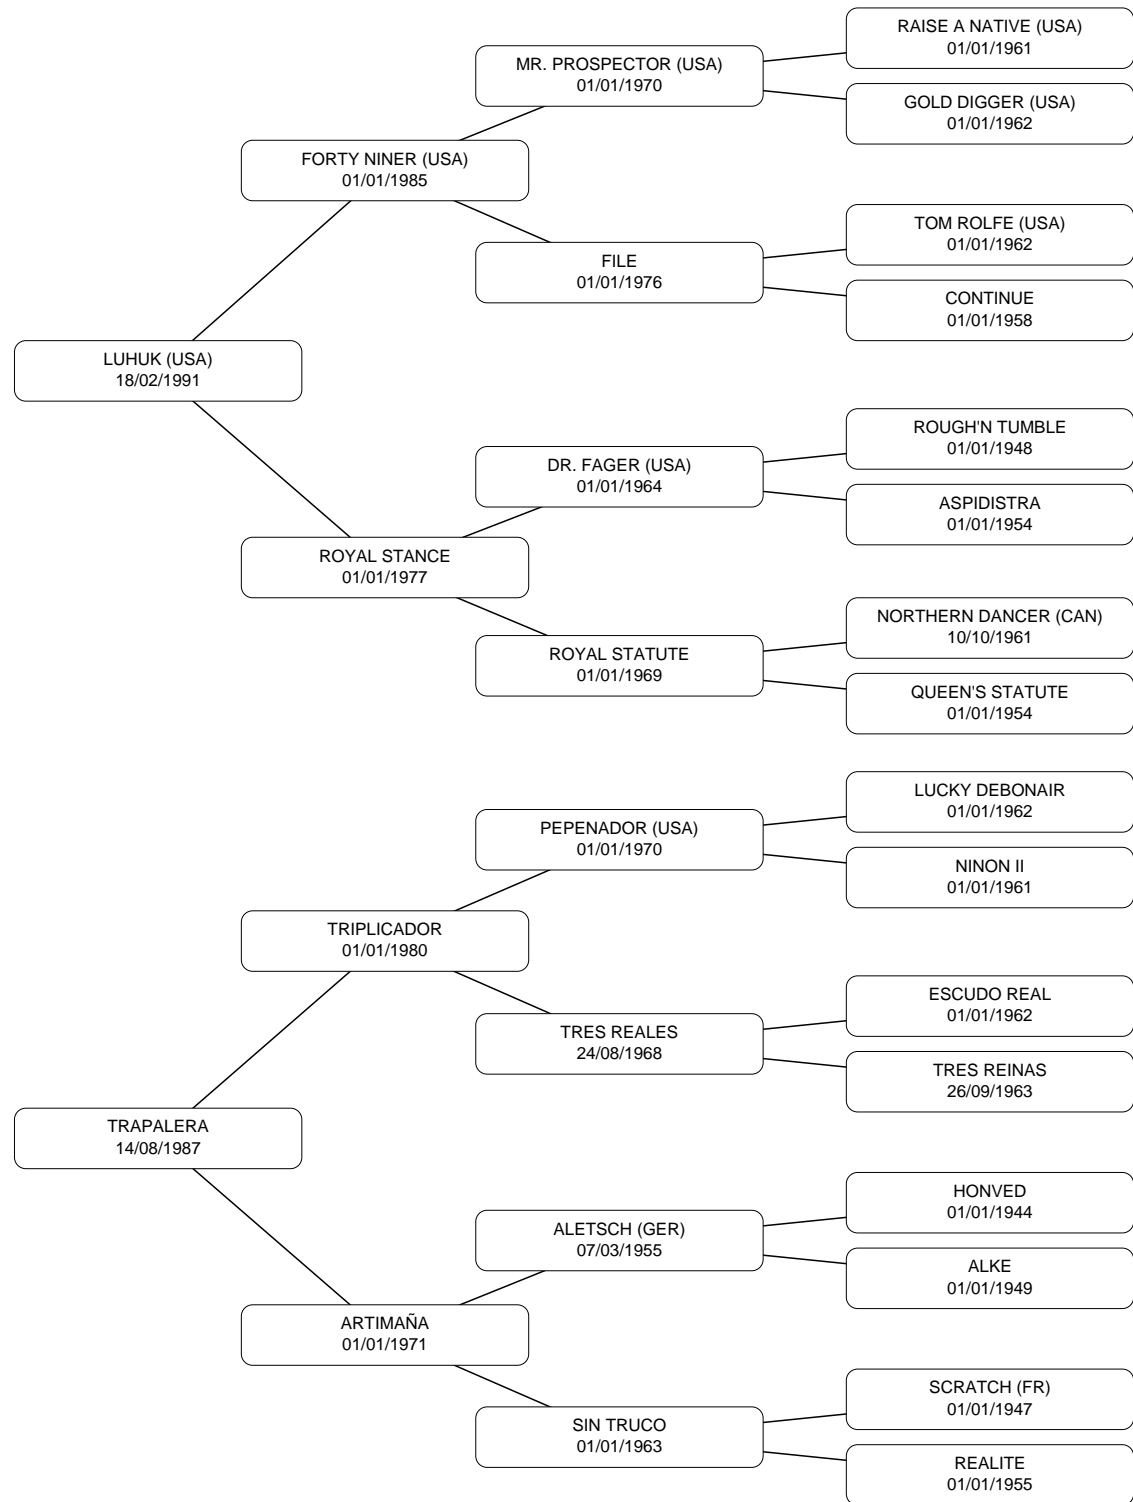 RAISE A NATIVE (USA)
01/01/1961
MR. PROSPECTOR (USA)
01/01/1970
GOLD DIGGER (USA)
01/01/1962
FORTY NINER (USA)
01/01/1985
TOM ROLFE (USA)
01/01/1962
FILE
01/01/1976
CONTINUE
01/01/1958
LUHUK (USA)
18/02/1991
ROUGH'N TUMBLE
01/01/1948
DR. FAGER (USA)
01/01/1964
ASPIDISTRA
01/01/1954
ROYAL STANCE
01/01/1977
NORTHERN DANCER (CAN)
10/10/1961
ROYAL STATUTE
01/01/1969
QUEEN'S STATUTE
01/01/1954
LUCKY DEBONAIR
01/01/1962
PEPENADOR (USA)
01/01/1970
NINON II
01/01/1961
TRIPLICADOR
01/01/1980
ESCUDO REAL
01/01/1962
TRES REALES
24/08/1968
TRES REINAS
26/09/1963
TRAPALERA
14/08/1987
HONVED
01/01/1944
ALETSCH (GER)
07/03/1955
ALKE
01/01/1949
ARTIMAÑA
01/01/1971
SCRATCH (FR)
01/01/1947
SIN TRUCO
01/01/1963
REALITE
01/01/1955